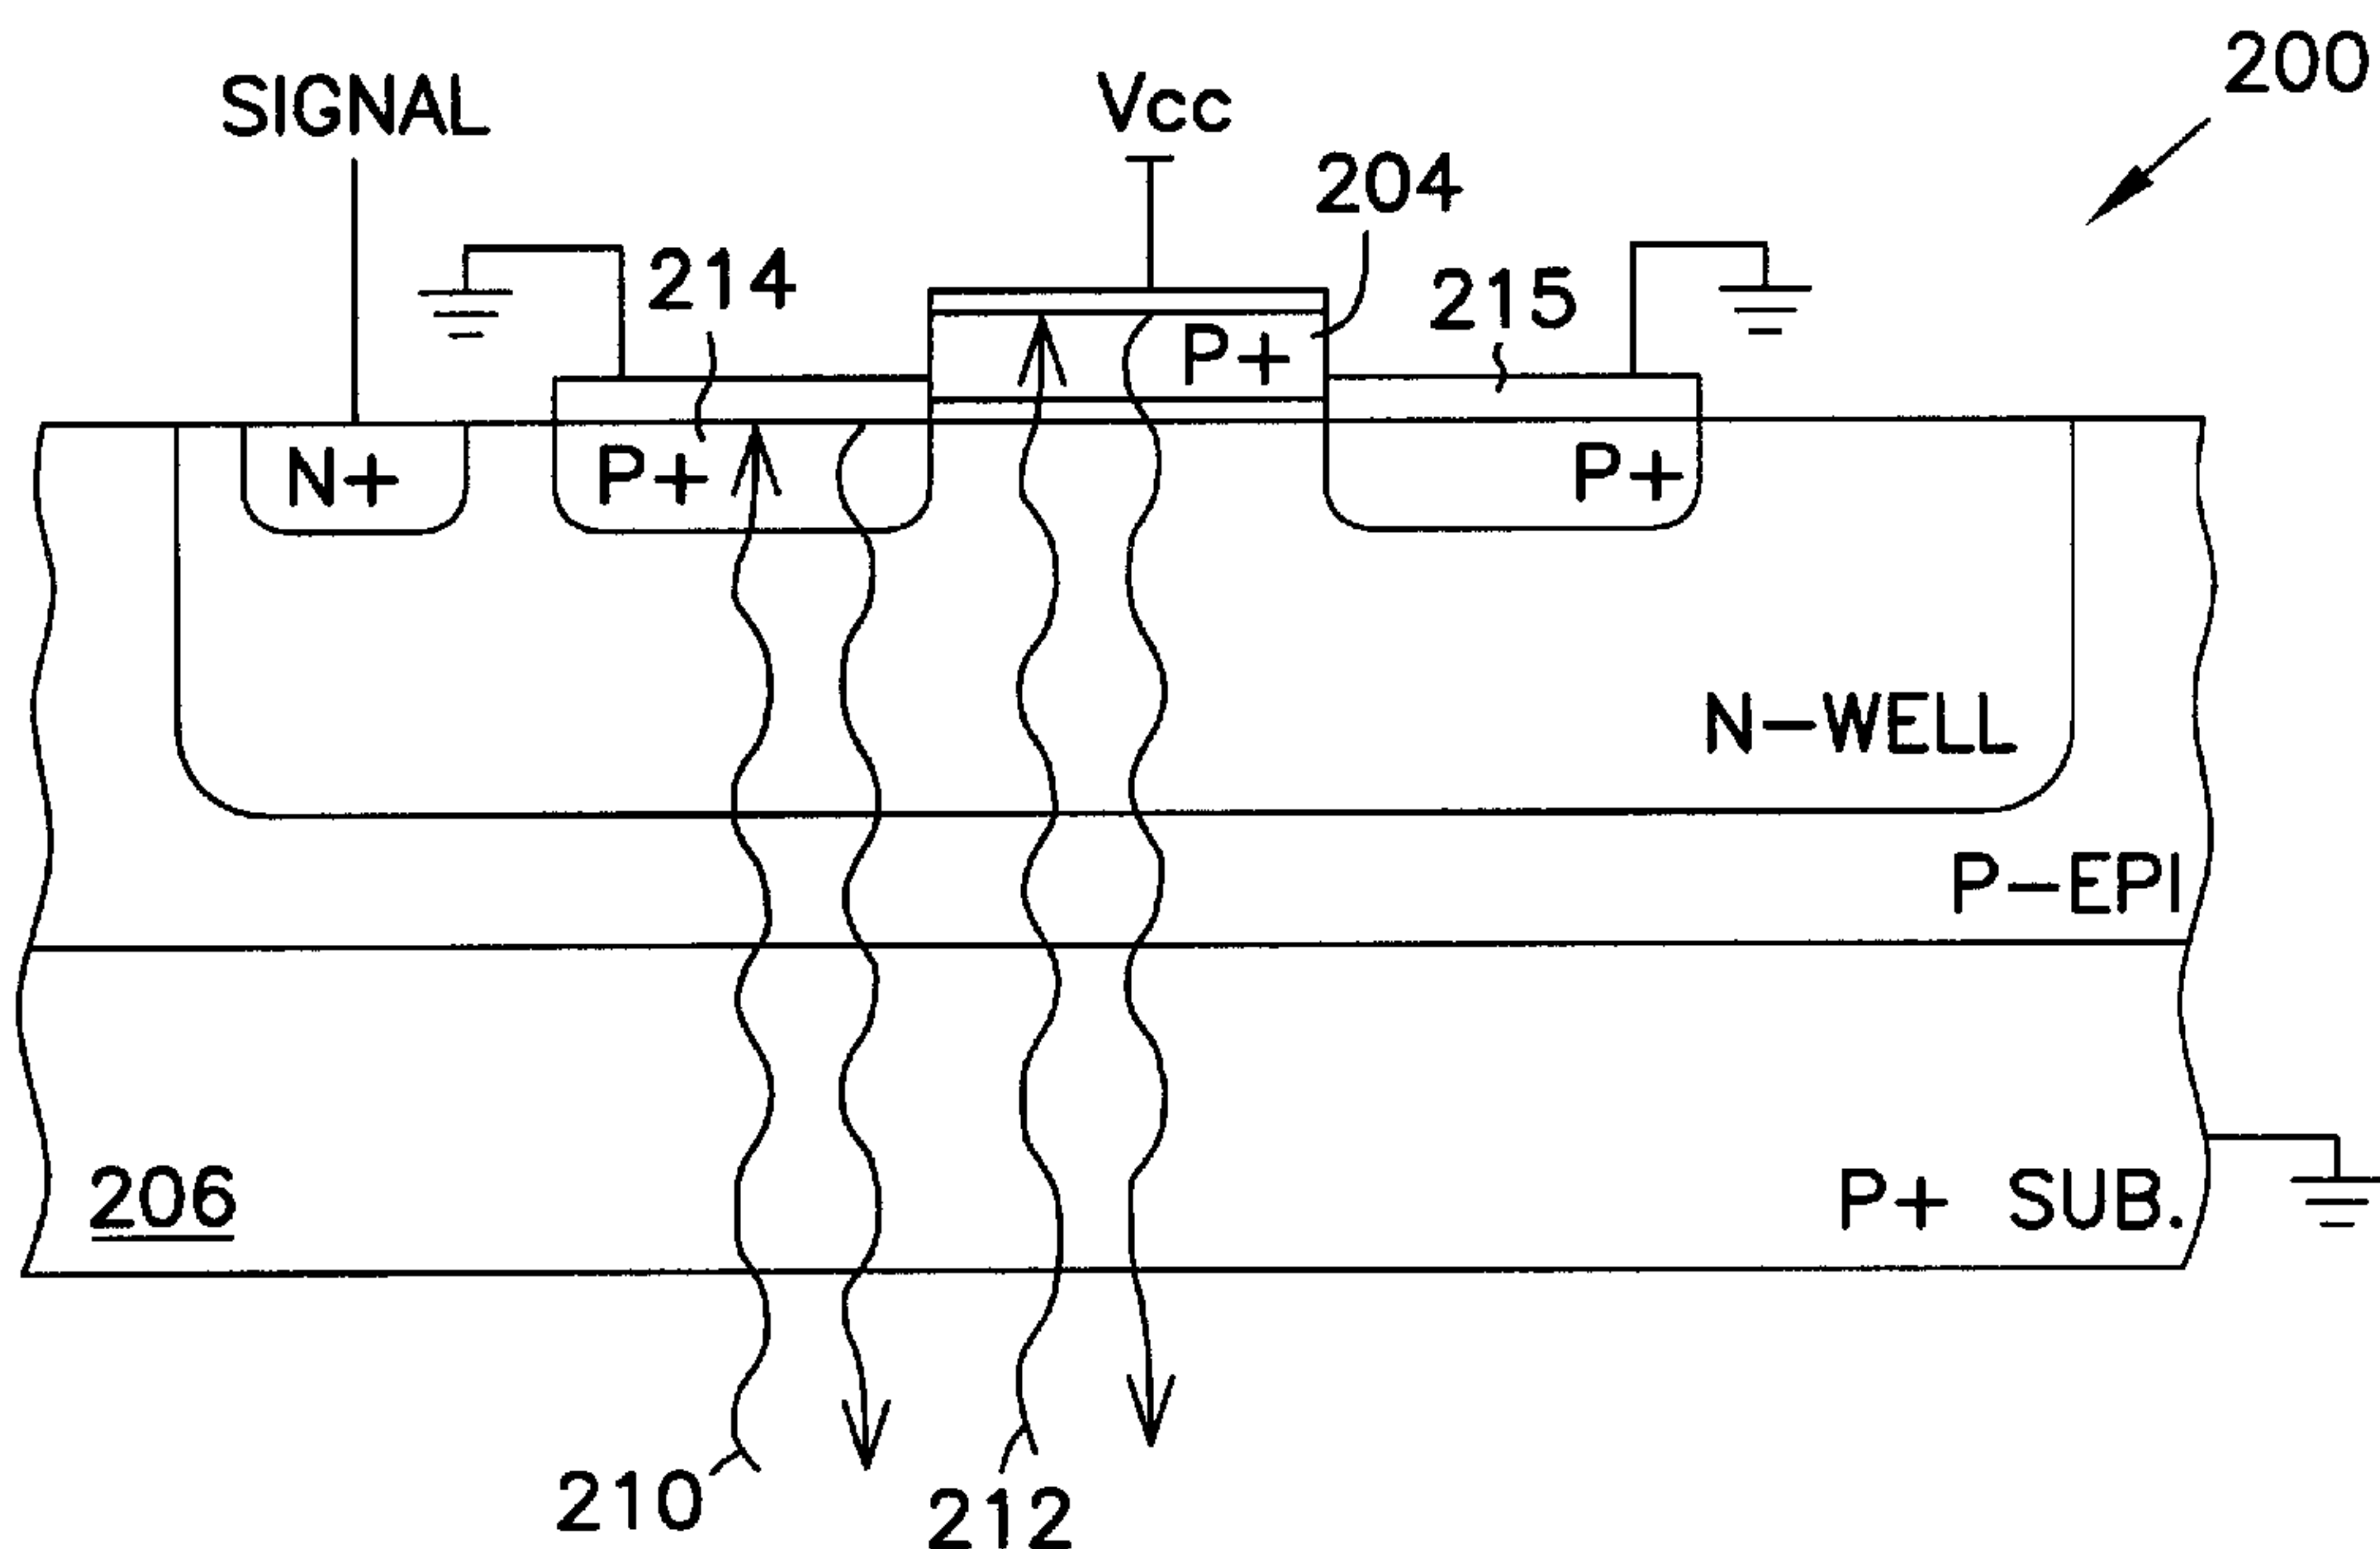 200
SIGNAL
Vcc
204
214
215
P+
N+
P+
P+
N-WELL
P-EPI
206
P+ SUB.
210
212